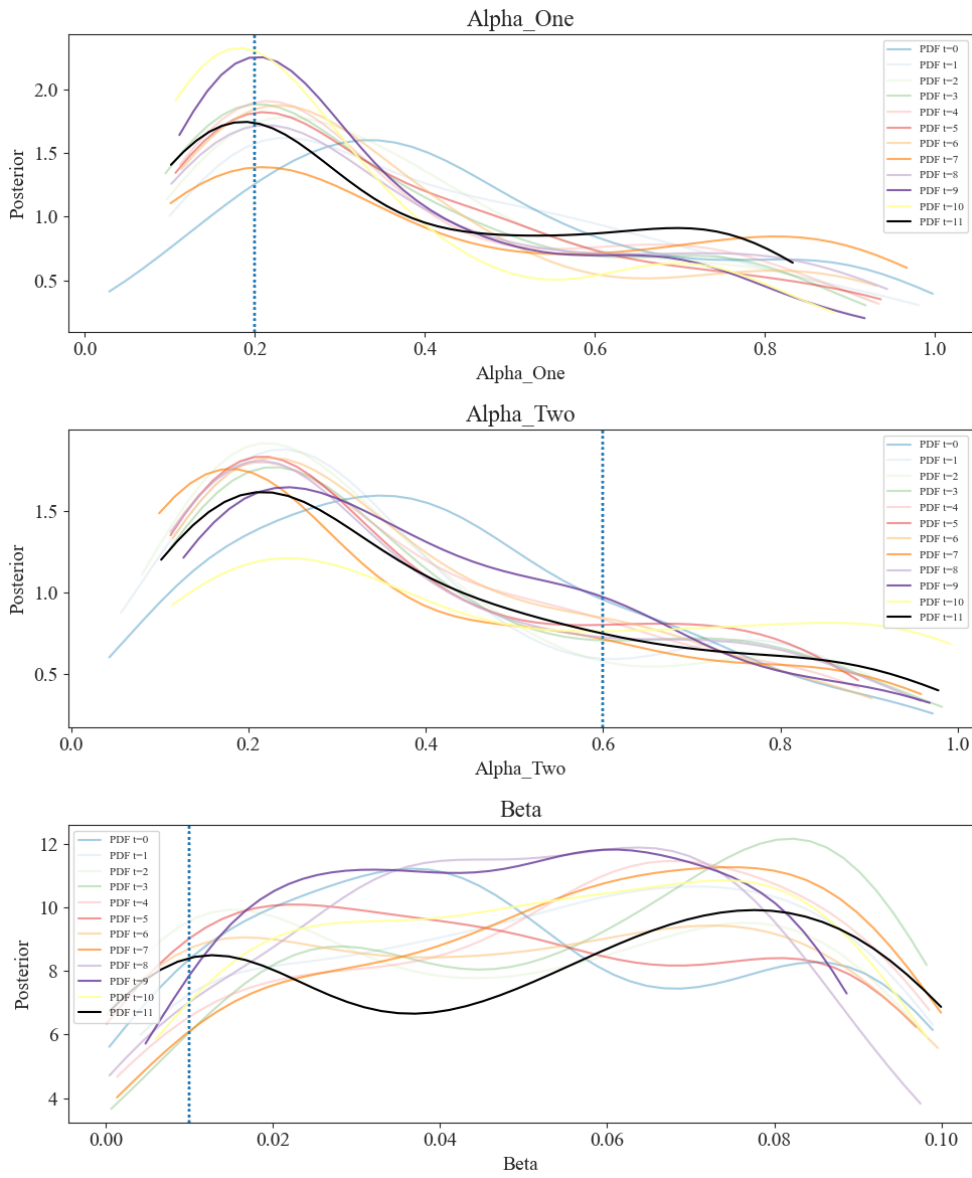 Alpha_One
2.0
1.5
1.0
0.5
Posterior
PDF t=0
PDF t=1
PDF t=2
PDF t=3
PDF t=4
PDF t=5
PDF t=6
PDF t=7
PDF t=8
PDF t=9
PDF t=10
PDF t=11
0.0 0.2 0.4 0.6 0.8 1.0
Alpha_One
Alpha_Two
1.5
1.0
0.5
Posterior
PDF t=0
PDF t=1
PDF t=2
PDF t=3
PDF t=4
PDF t=5
PDF t=6
PDF t=7
PDF t=8
PDF t=9
PDF t=10
PDF t=11
0.0 0.2 0.4 0.6 0.8 1.0
Alpha_Two
Beta
12
10
8
6
4
Posterior
PDF t=0
PDF t=1
PDF t=2
PDF t=3
PDF t=4
PDF t=5
PDF t=6
PDF t=7
PDF t=8
PDF t=9
PDF t=10
PDF t=11
0.00 0.02 0.04 0.06 0.08 0.10
Beta